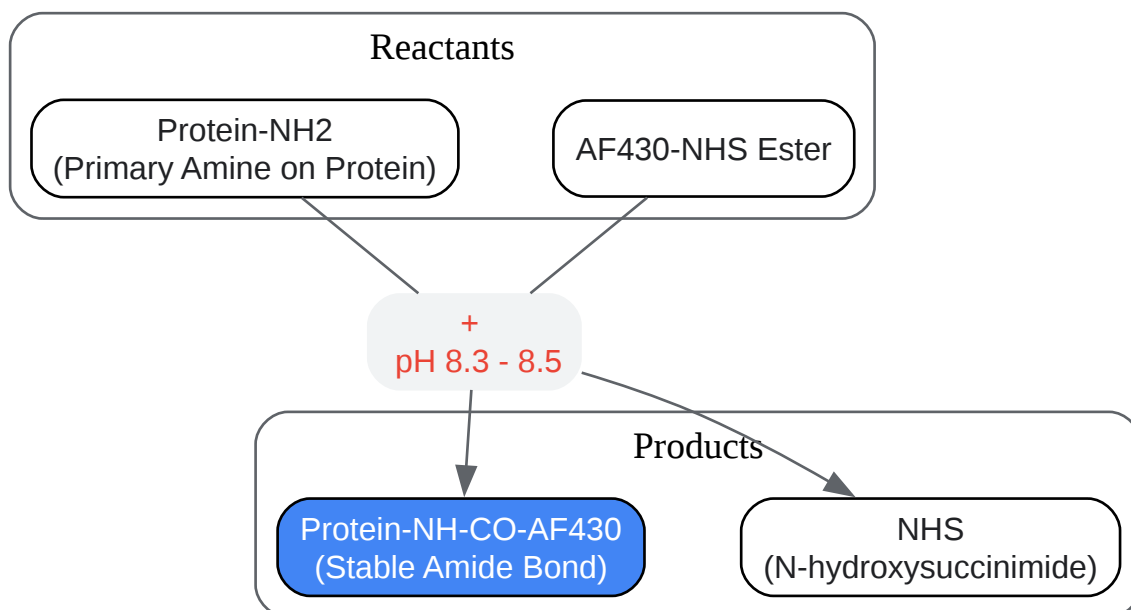 Reactants
Protein-NH2
(Primary Amine on Protein)
AF430-NHS Ester
+
pH 8.3 - 8.5
Products
Protein-NH-CO-AF430
(Stable Amide Bond)
NHS
(N-hydroxysuccinimide)